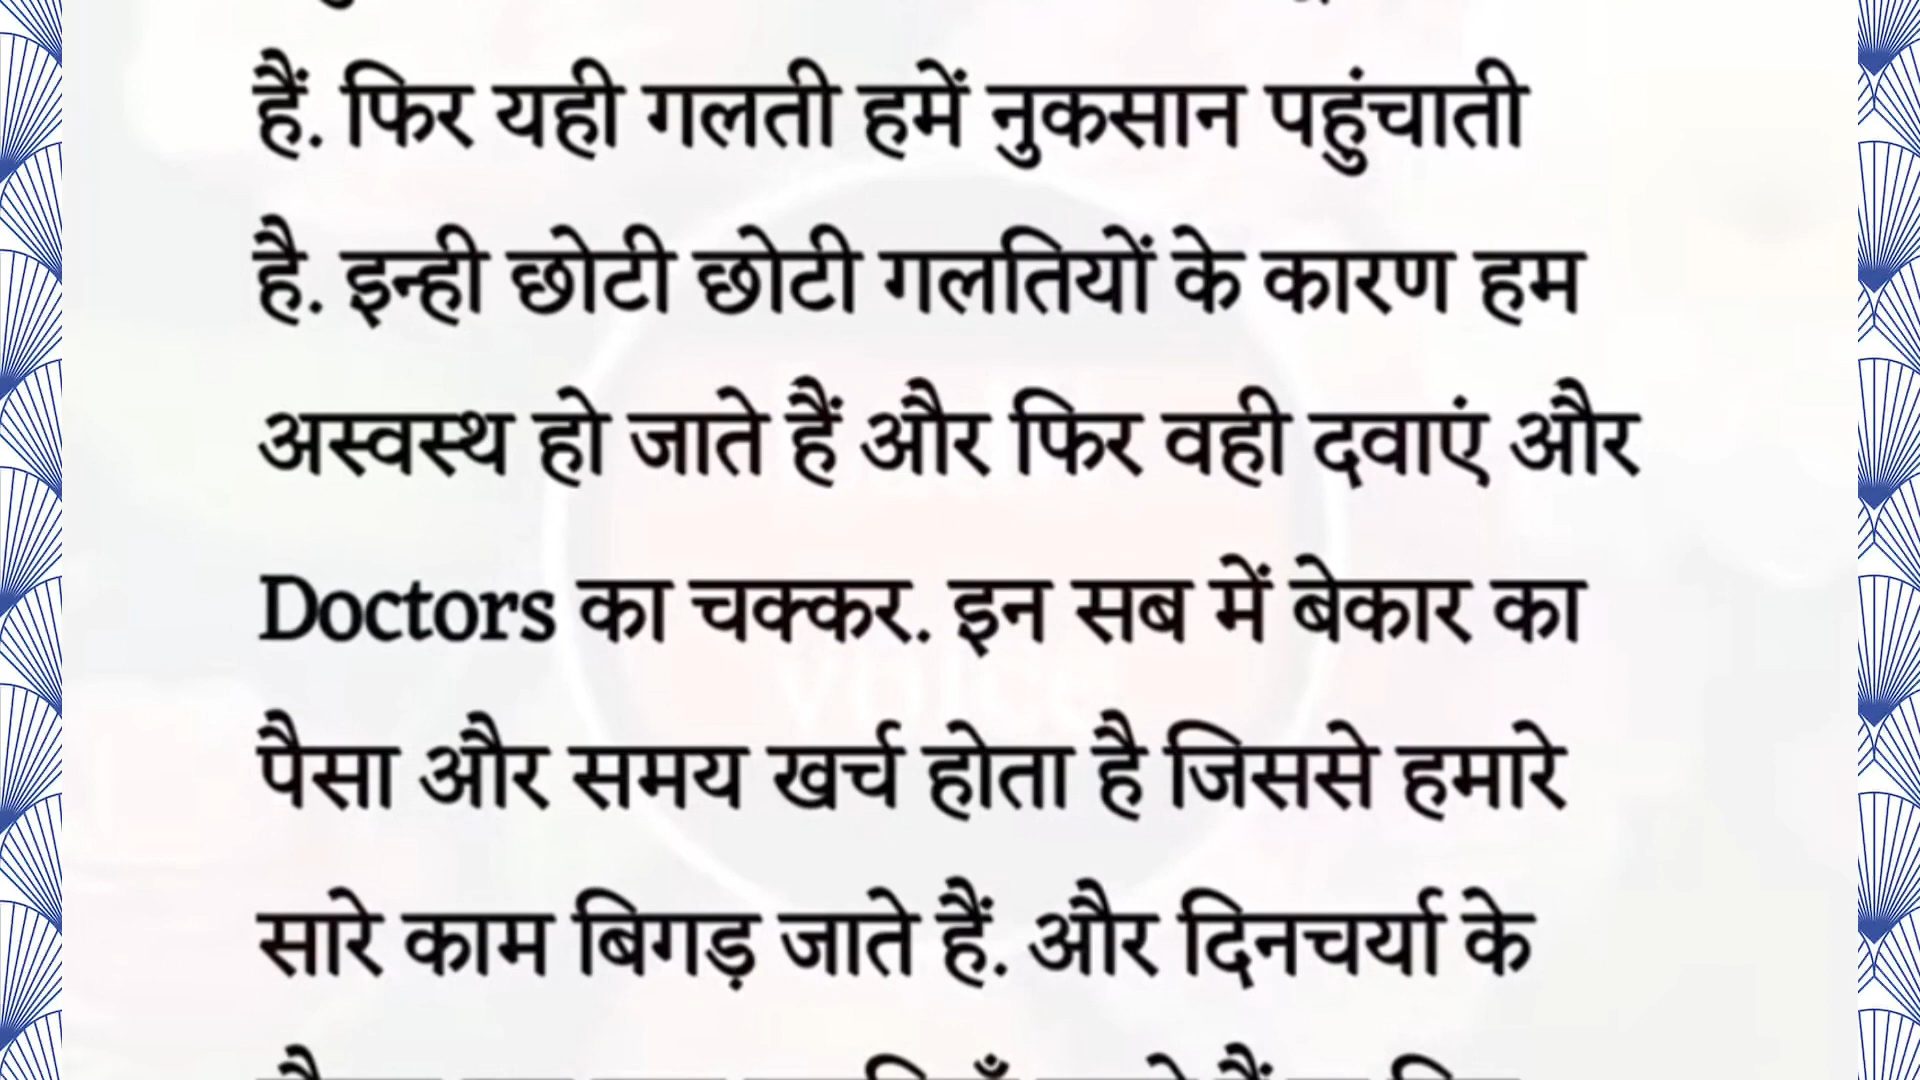 हैं. फिर यही गलती हमें नुकसान पहुंचाती
है. इन्ही छोटी छोटी गलतियों के कारण हम
अस्वस्थ हो जाते हैं और फिर वही दवाएं और
Doctors का चक्कर. इन सब में बेकार का
पैसा और समय खर्च होता है जिससे हमारे
सारे काम बिगड़ जाते हैं. और दिनचर्या के